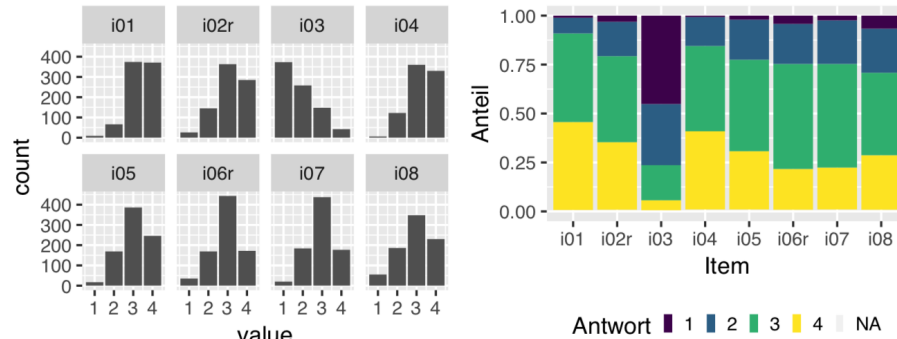 i01 i02r i03 i04
400
300
200
100
0
count
i05 i06r i07 i08
400
300
200
100
0
1 2 3 4 1 2 3 4 1 2 3 4 1 2 3 4
value
1.00
0.75
0.50
0.25
0.00
Anteil
i01 i02r i03 i04 i05 i06r i07 i08
Item
Antwort 1 2 3 4 NA